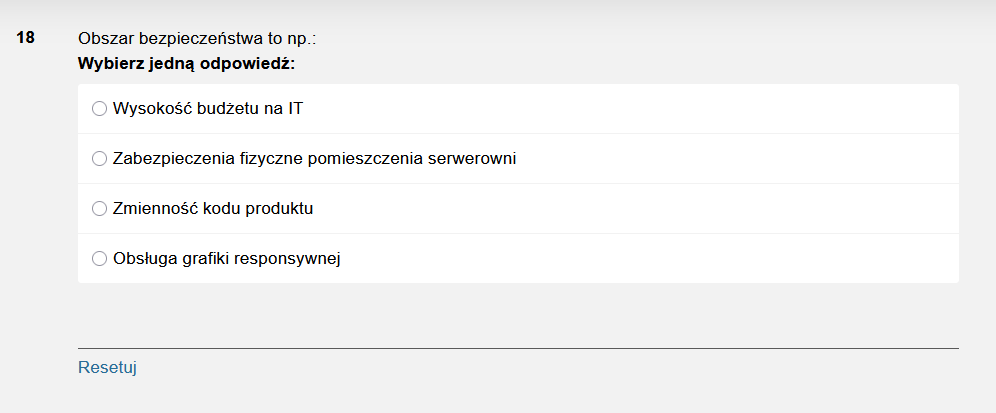 18
Obszar bezpieczeństwa to np.:
Wybierz jedną odpowiedź:
Wysokość budżetu na IT
Zabezpieczenia fizyczne pomieszczenia serwerowni
Zmienność kodu produktu
Obsługa grafiki responsywnej
Resetuj